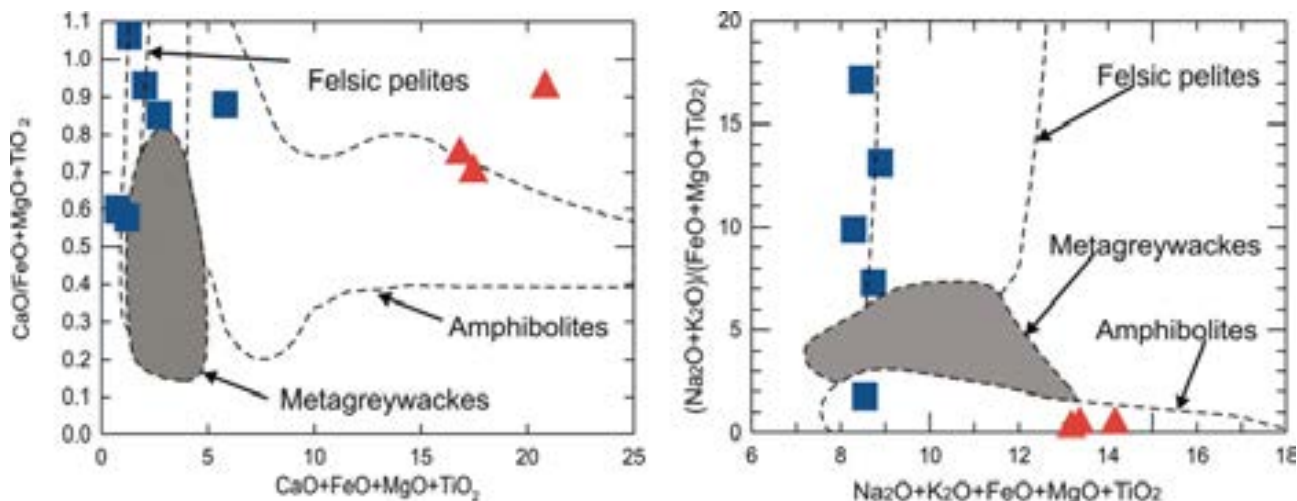 CaO/FeO+MgO+TiO2
1.1
1.0
0.9
0.8
0.7
0.6
0.5
0.4
0.3
0.2
0.1
0.0
Felsic pelites
Amphibolites
Metagreywackes
0 5 10 15 20 25
CaO+FeO+MgO+TiO2
(Na2O+K2O)/(FeO+MgO+TiO2)
20
15
10
5
0
Felsic pelites
Metagreywackes
Amphibolites
6 8 10 12 14 16 18
Na2O+K2O+FeO+MgO+TiO2